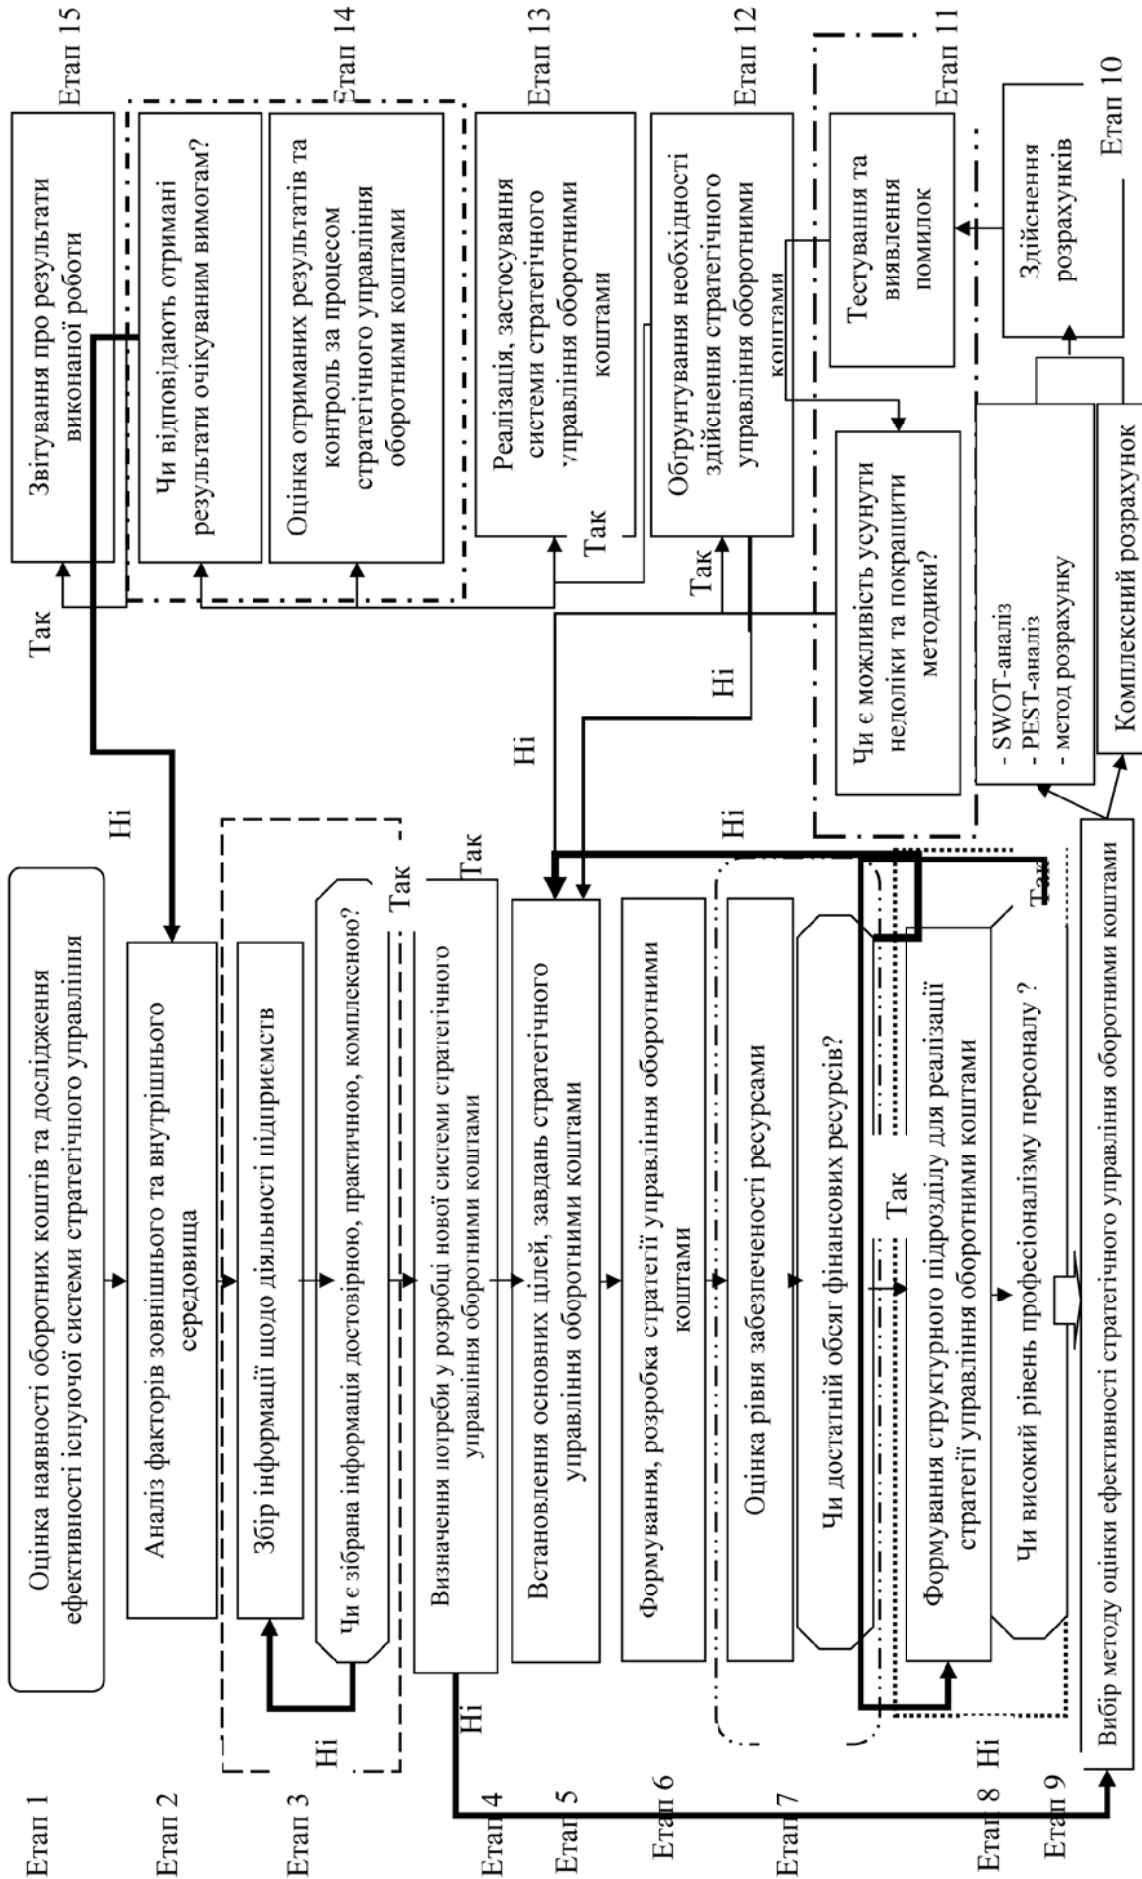 Етап 1
Оцінка наявності оборотних коштів та дослідження
ефективності існуючої системи стратегічного управління
Етап 2
Аналіз факторів зовнішнього та внутрішнього
середовища
Ні
Етап 3
Збір інформації щодо діяльності підприємств
Чи є зібрана інформація достовірною, практичною, комплексною?
Ні
Так
Етап 4
Визначення потреби у розробці нової системи стратегічного
управління оборотними коштами
Ні
Так
Етап 5
Встановлення основних цілей, завдань стратегічного
управління оборотними коштами
Етап 6
Формування, розробка стратегії управління оборотними
коштами
Етап 7
Оцінка рівня забезпеченості ресурсами
Чи достатній обсяг фінансових ресурсів?
Ні
Так
Етап 8
Формування структурного підрозділу для реалізації
стратегії управління оборотними коштами
Ні
Етап 9
Чи високий рівень професіоналізму персоналу ?
Так
Вибір методу оцінки ефективності стратегічного управління оборотними коштами
Етап 15
Звітування про результати
виконаної роботи
Так
Етап 14
Чи відповідають отримані
результати очікуваним вимогам?
Оцінка отриманих результатів та
контроль за процесом
стратегічного управління
оборотними коштами
Етап 13
Реалізація, застосування
системи стратегічного
управління оборотними
коштами
Так
Ні
Етап 12
Обґрунтування необхідності
здійснення стратегічного
управління оборотними
коштами
Так
Ні
Етап 11
Тестування та
виявлення
помилок
Чи є можливість усунути
недоліки та покращити
методики?
Етап 10
Здійснення
розрахунків
- SWOT-аналіз
- PEST-аналіз
- метод розрахунку
Комплексний розрахунок